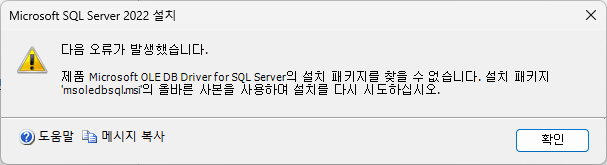 Microsoft SQL Server 2022 설치
다음 오류가 발생했습니다.
제품 Microsoft OLE DB Driver for SQL Server의 설치 패키지를 찾을 수 없습니다. 설치 패키지
'msoledbsql.msi'의 올바른 사본을 사용하여 설치를 다시 시도하십시오.
도움말 메시지 복사
확인